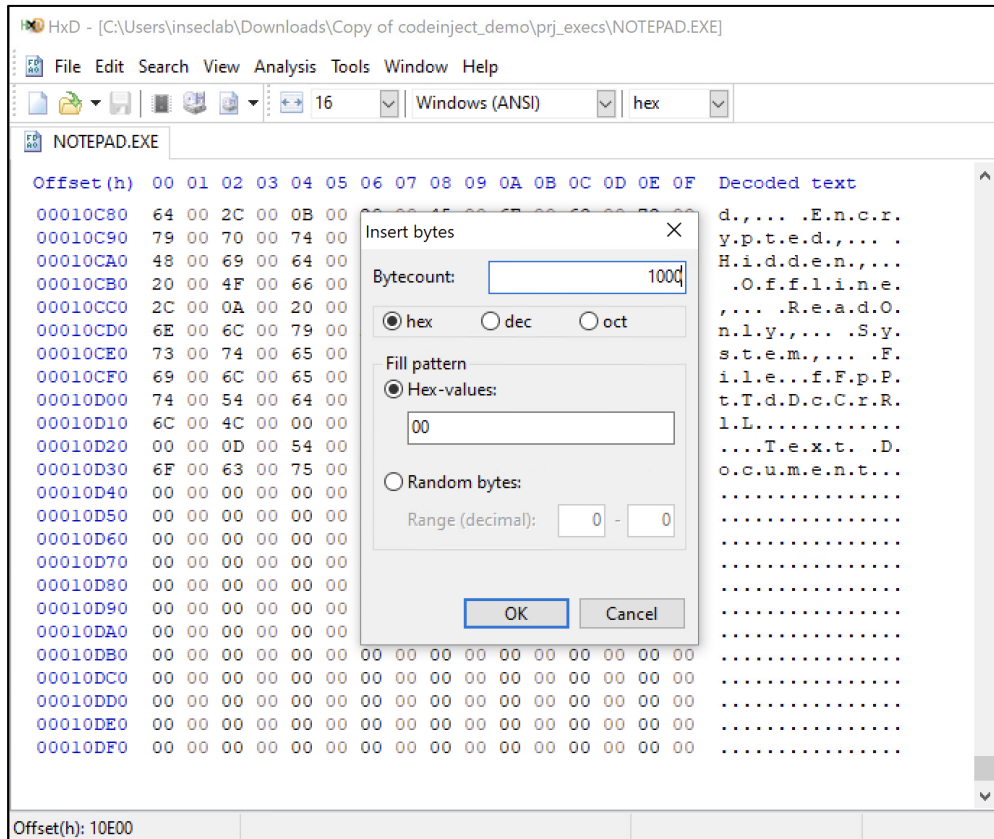 HxD - [C:\Users\inseclab\Downloads\Copy of codeinject_demo\prj_execs\NOTEPAD.EXE]
File Edit Search View Analysis Tools Window Help
16 Windows (ANSI) hex
NOTEPAD.EXE
Offset(h) 00 01 02 03 04 05 06 07 08 09 0A 0B 0C 0D 0E 0F Decoded text
00010C80 64 00 2C 00 0B 00 d.,... .E.n.c.r.
00010C90 79 00 70 00 74 00 y.p.t.e.d.,... .
00010CA0 48 00 69 00 64 00 H.i.d.d.e.n.,...
00010CB0 20 00 4F 00 66 00 .O.f.f.l.i.n.e.
00010CC0 2C 00 0A 00 20 00 ,... .R.e.a.d.O.
00010CD0 6E 00 6C 00 79 00 n.l.y.,... .S.y.
00010CE0 73 00 74 00 65 00 s.t.e.m.,... .F.
00010CF0 69 00 6C 00 65 00 i.l.e...f.F.p.P.
00010D00 74 00 54 00 64 00 t.T.d.D.c.C.r.R.
00010D10 6C 00 4C 00 00 00 l.L.............
00010D20 00 00 0D 00 54 00 ....T.e.x.t. .D.
00010D30 6F 00 63 00 75 00 o.c.u.m.e.n.t...
00010D40 00 00 00 00 00 00 ................
00010D50 00 00 00 00 00 00 ................
00010D60 00 00 00 00 00 00 ................
00010D70 00 00 00 00 00 00 ................
00010D80 00 00 00 00 00 00 ................
00010D90 00 00 00 00 00 00 ................
00010DA0 00 00 00 00 00 00 ................
00010DB0 00 00 00 00 00 00 00 00 00 00 00 00 00 00 00 00 ................
00010DC0 00 00 00 00 00 00 00 00 00 00 00 00 00 00 00 00 ................
00010DD0 00 00 00 00 00 00 00 00 00 00 00 00 00 00 00 00 ................
00010DE0 00 00 00 00 00 00 00 00 00 00 00 00 00 00 00 00 ................
00010DF0 00 00 00 00 00 00 00 00 00 00 00 00 00 00 00 00 ................
Insert bytes
Bytecount: 1000
hex dec oct
Fill pattern
Hex-values:
00
Random bytes:
Range (decimal): 0 - 0
OK Cancel
Offset(h): 10E00